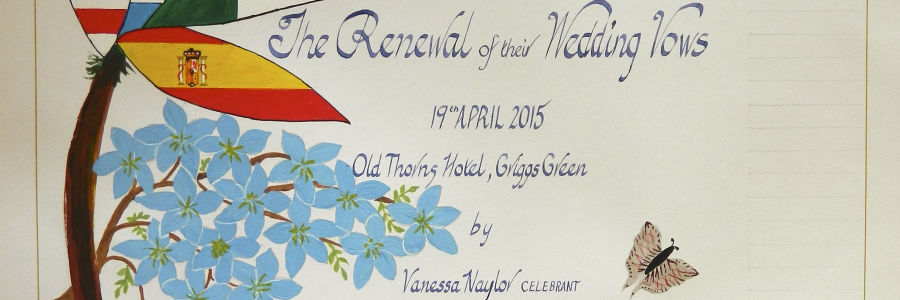 The Renewal of their Wedding Vows
19th APRIL 2015
Old Thorns Hotel, Griggs Green
by
Vanessa Naylor CELEBRANT